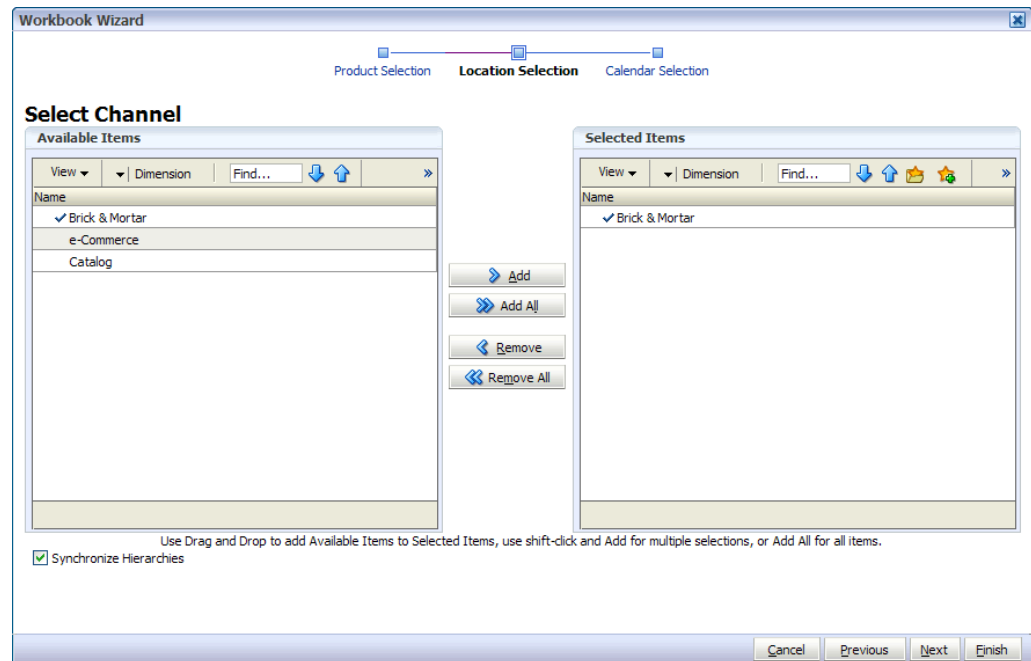 Workbook Wizard
Product Selection Location Selection Calendar Selection
Select Channel
Available Items
View Dimension Find... »
Name
Brick & Mortar
e-Commerce
Catalog
Add
Add All
Remove
Remove All
Selected Items
View Dimension Find... »
Name
Brick & Mortar
Use Drag and Drop to add Available Items to Selected Items, use shift-click and Add for multiple selections, or Add All for all items.
Synchronize Hierarchies
Cancel Previous Next Finish